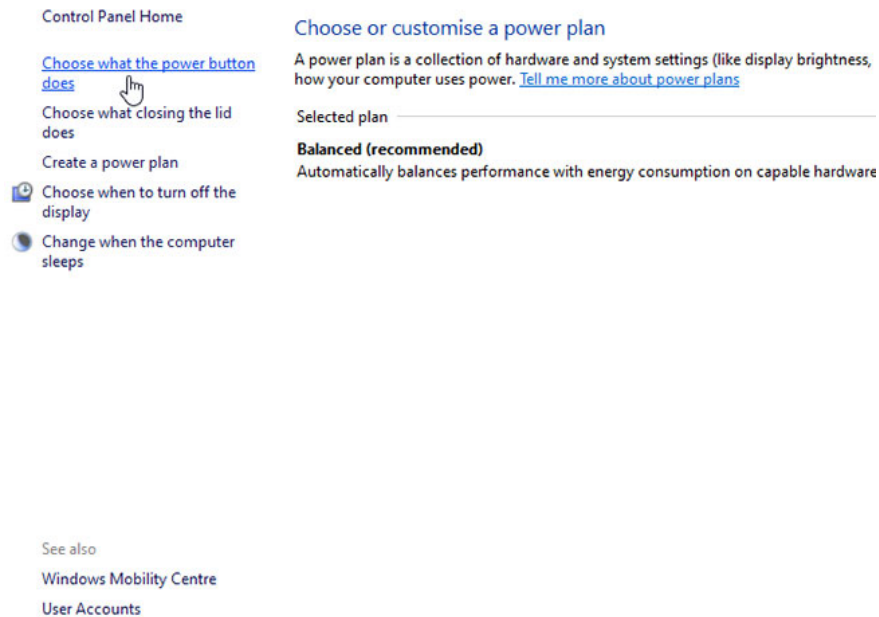 Control Panel Home
Choose what the power button
does
Choose what closing the lid
does
Create a power plan
Choose when to turn off the
display
Change when the computer
sleeps
See also
Windows Mobility Centre
User Accounts
Choose or customise a power plan
A power plan is a collection of hardware and system settings (like display brightness,
how your computer uses power. Tell me more about power plans
Selected plan
Balanced (recommended)
Automatically balances performance with energy consumption on capable hardware